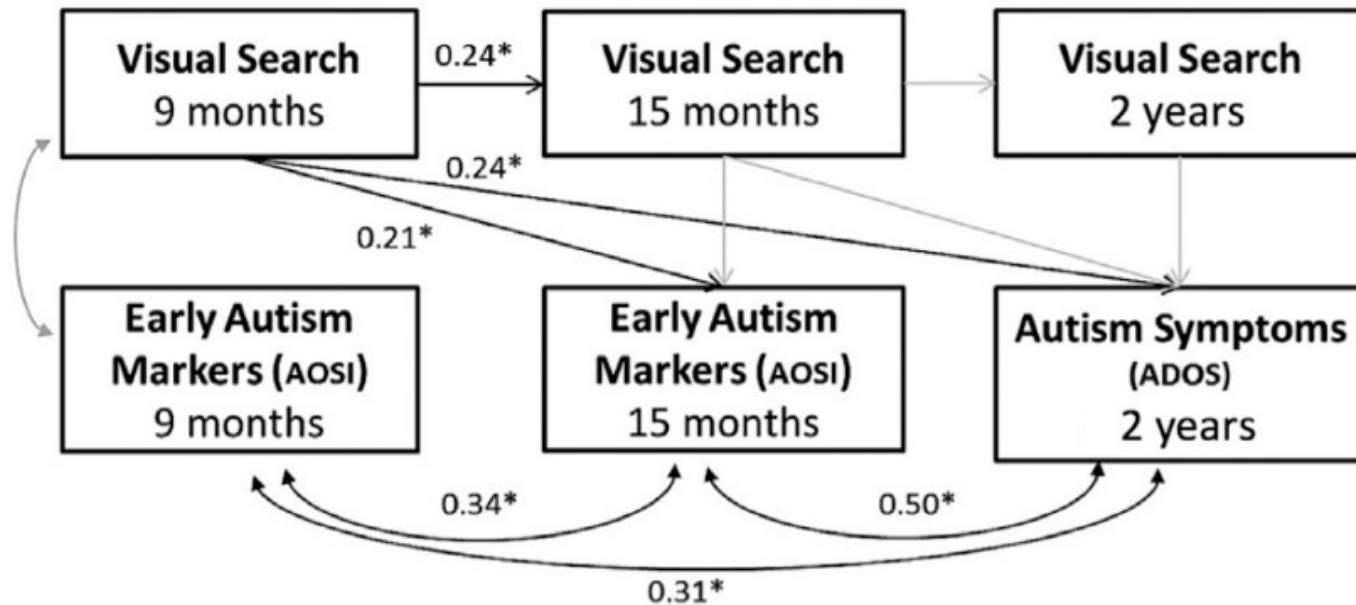 Visual Search
9 months
0.24*
Visual Search
15 months
Visual Search
2 years
0.24*
0.21*
Early Autism
Markers (AOSI)
9 months
Early Autism
Markers (AOSI)
15 months
Autism Symptoms
(ADOS)
2 years
0.34*
0.50*
0.31*